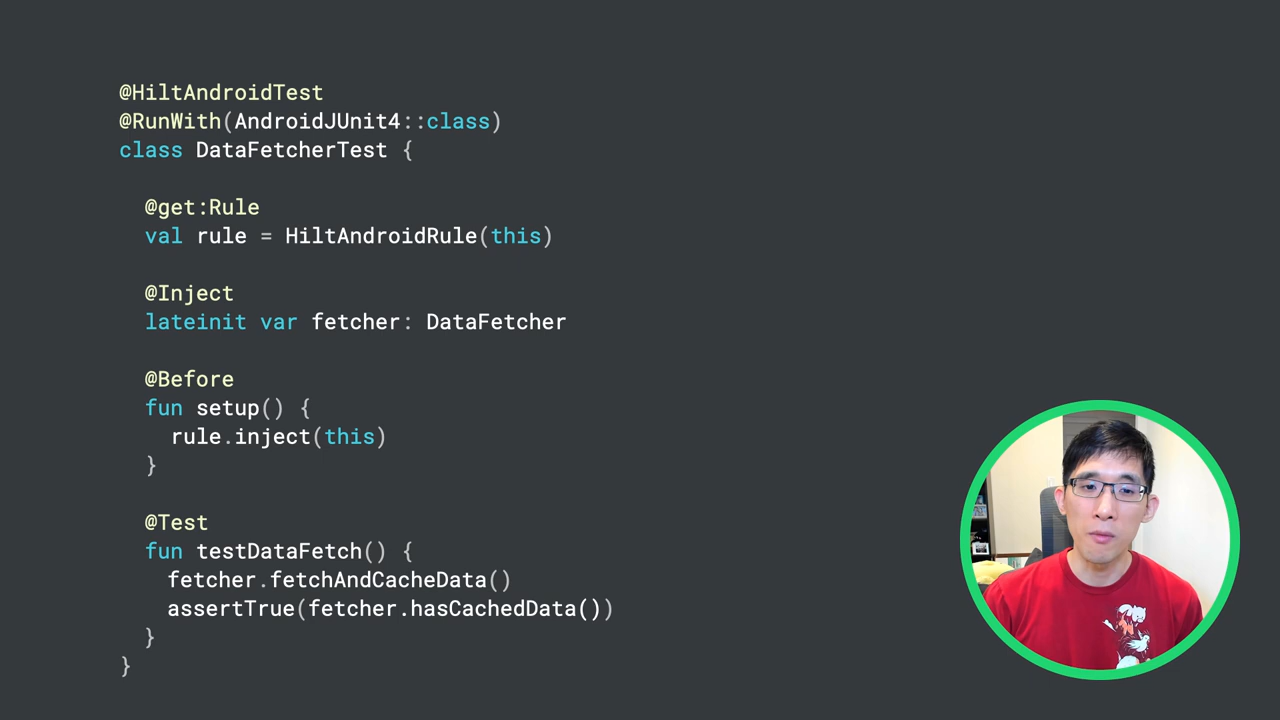 @HiltAndroidTest
@RunWith(AndroidJUnit4::class)
class DataFetcherTest {
@get:Rule
val rule = HiltAndroidRule(this)
@Inject
lateinit var fetcher: DataFetcher
@Before
fun setup() {
rule.inject(this)
}
@Test
fun testDataFetch() {
fetcher.fetchAndCacheData()
assertTrue(fetcher.hasCachedData())
}
}